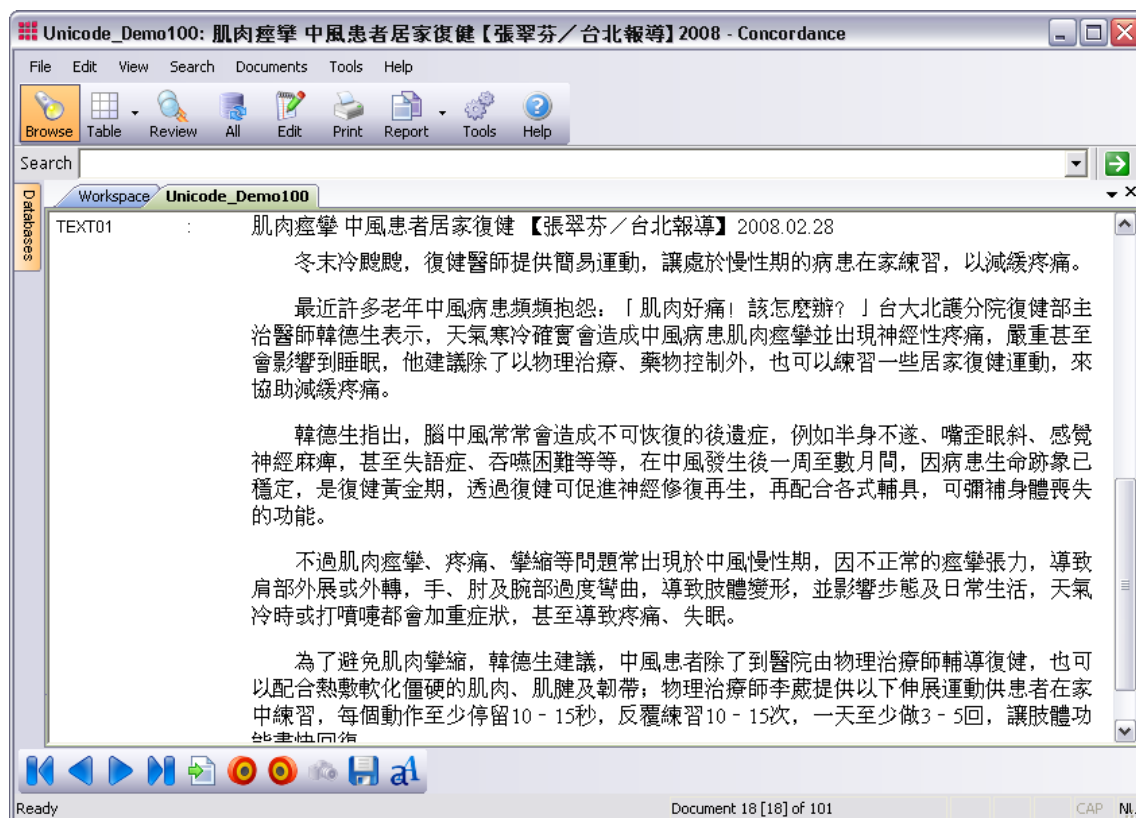 Unicode_Demo100: 肌肉痙攣 中風患者居家復健【張翠芬／台北報導】2008 - Concordance
File Edit View Search Documents Tools Help
Browse Table Review All Edit Print Report Tools Help
Search
Databases
Workspace Unicode_Demo100
TEXT01 : 肌肉痙攣 中風患者居家復健 【張翠芬／台北報導】 2008.02.28
冬末冷颼颼，復健醫師提供簡易運動，讓處於慢性期的病患在家練習，以減緩疼痛。
最近許多老年中風病患頻頻抱怨：「肌肉好痛！該怎麼辦？」台大北護分院復健部主
治醫師韓德生表示，天氣寒冷確實會造成中風病患肌肉痙攣並出現神經性疼痛，嚴重甚至
會影響到睡眠，他建議除了以物理治療、藥物控制外，也可以練習一些居家復健運動，來
協助減緩疼痛。
韓德生指出，腦中風常常會造成不可恢復的後遺症，例如半身不遂、嘴歪眼斜、感覺
神經麻痺，甚至失語症、吞嚥困難等等，在中風發生後一周至數月間，因病患生命跡象已
穩定，是復健黃金期，透過復健可促進神經修復再生，再配合各式輔具，可彌補身體喪失
的功能。
不過肌肉痙攣、疼痛、攣縮等問題常出現於中風慢性期，因不正常的痙攣張力，導致
肩部外展或外轉，手、肘及腕部過度彎曲，導致肢體變形，並影響步態及日常生活，天氣
冷時或打噴嚏都會加重症狀，甚至導致疼痛、失眠。
為了避免肌肉攣縮，韓德生建議，中風患者除了到醫院由物理治療師輔導復健，也可
以配合熱敷軟化僵硬的肌肉、肌腱及韌帶；物理治療師李葳提供以下伸展運動供患者在家
中練習，每個動作至少停留10﹣15秒，反覆練習10﹣15次，一天至少做3﹣5回，讓肢體功
能盡快回復
Ready Document 18 [18] of 101 CAP